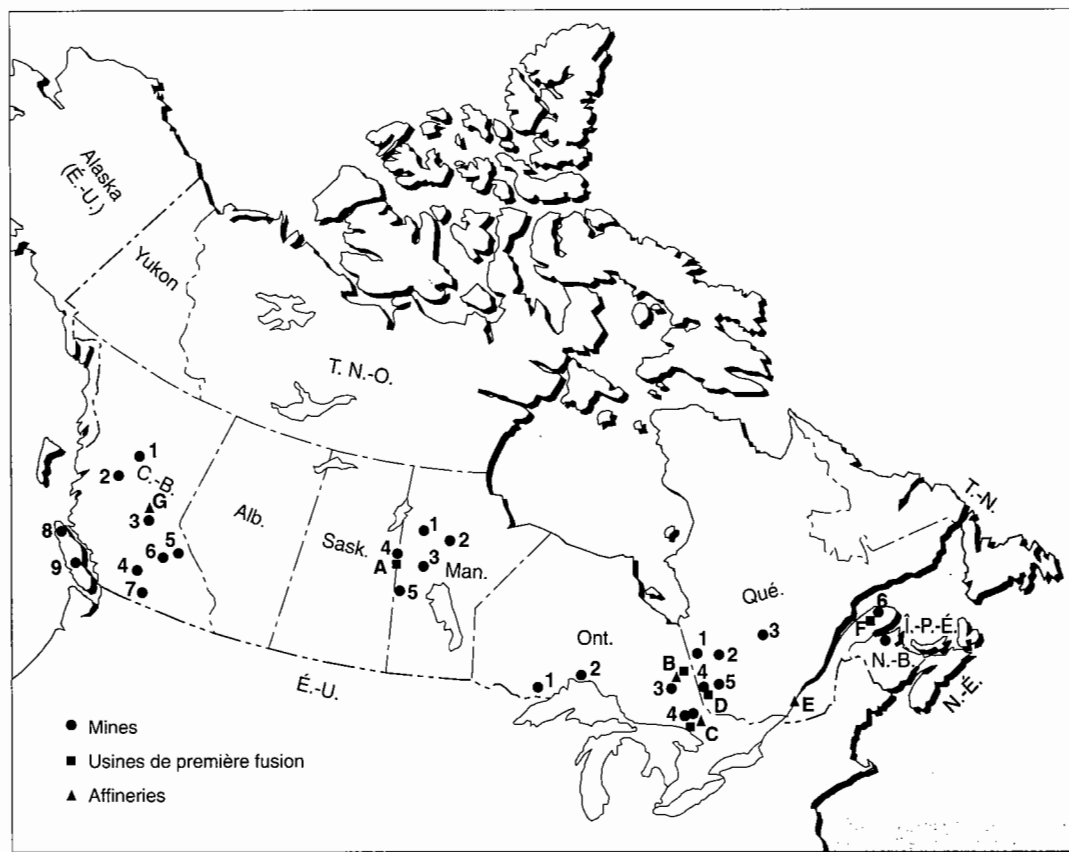 Alaska
(É.-U.)
Yukon
T. N.-O.
1
2
C.-B.
G
3
Alb.
8
5
6
9
4
7
Sask.
1
4
2
A
3
Man.
5
T.-N.
Qué.
6
F
Î.-P.-É.
3
N.-B.
N.-É.
Ont.
1
2
B
4
2
1
3
5
D
E
4
C
É.-U.
Mines
Usines de première fusion
Affineries